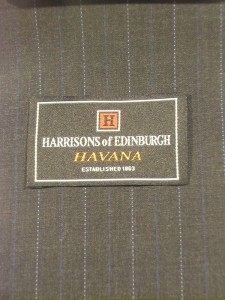 H
HARRISONS of EDINBURGH
HAVANA
ESTABLISHED 1863